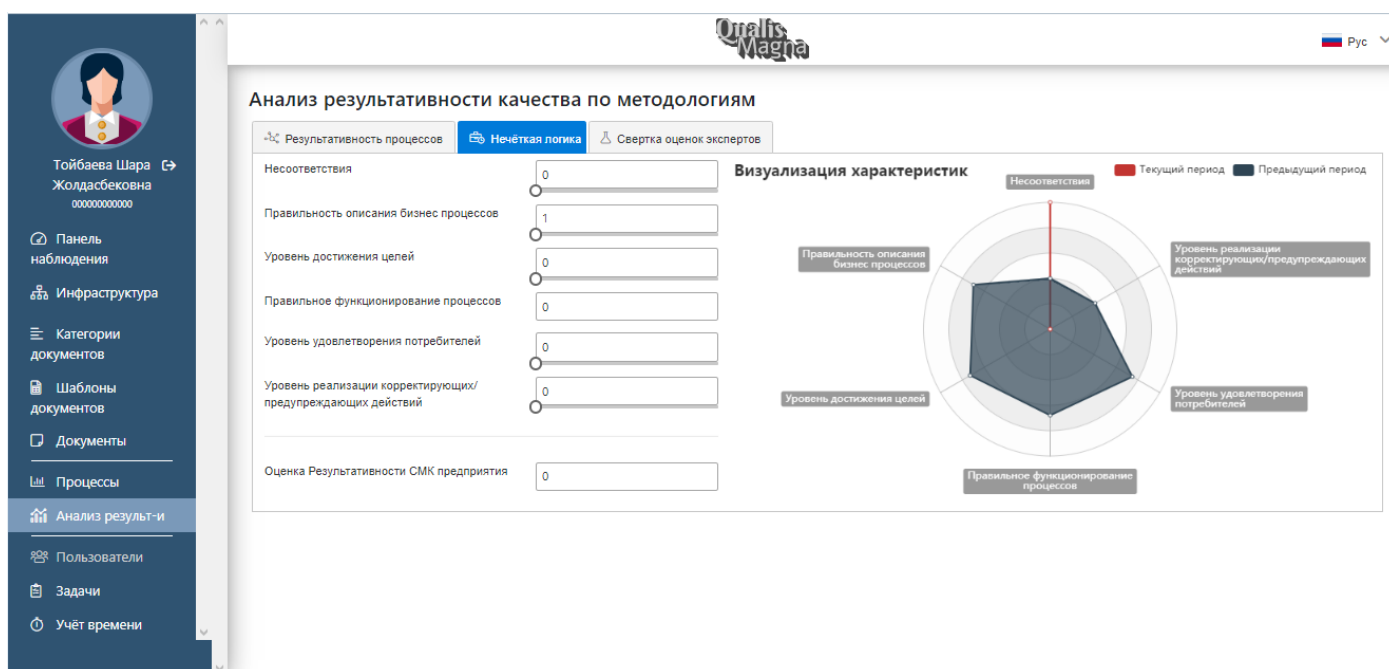 Qualis
Magna
Рус
Тойбаева Шара
Жолдасбековна
000000000000
Панель
наблюдения
Инфраструктура
Категории
документов
Шаблоны
документов
Документы
Процессы
Анализ результ-и
Пользователи
Задачи
Учёт времени
Анализ результативности качества по методологиям
Результативность процессов
Нечёткая логика
Свертка оценок экспертов
Несоответствия
0
Правильность описания бизнес процессов
1
Уровень достижения целей
0
Правильное функционирование процессов
0
Уровень удовлетворения потребителей
0
Уровень реализации корректирующих/
предупреждающих действий
0
Оценка Результативности СМК предприятия
0
Визуализация характеристик
Текущий период
Предыдущий период
Несоответствия
Правильность описания
бизнес процессов
Уровень реализации
корректирующих/предупреждающих
действий
Уровень достижения целей
Уровень удовлетворения
потребителей
Правильное функционирование
процессов